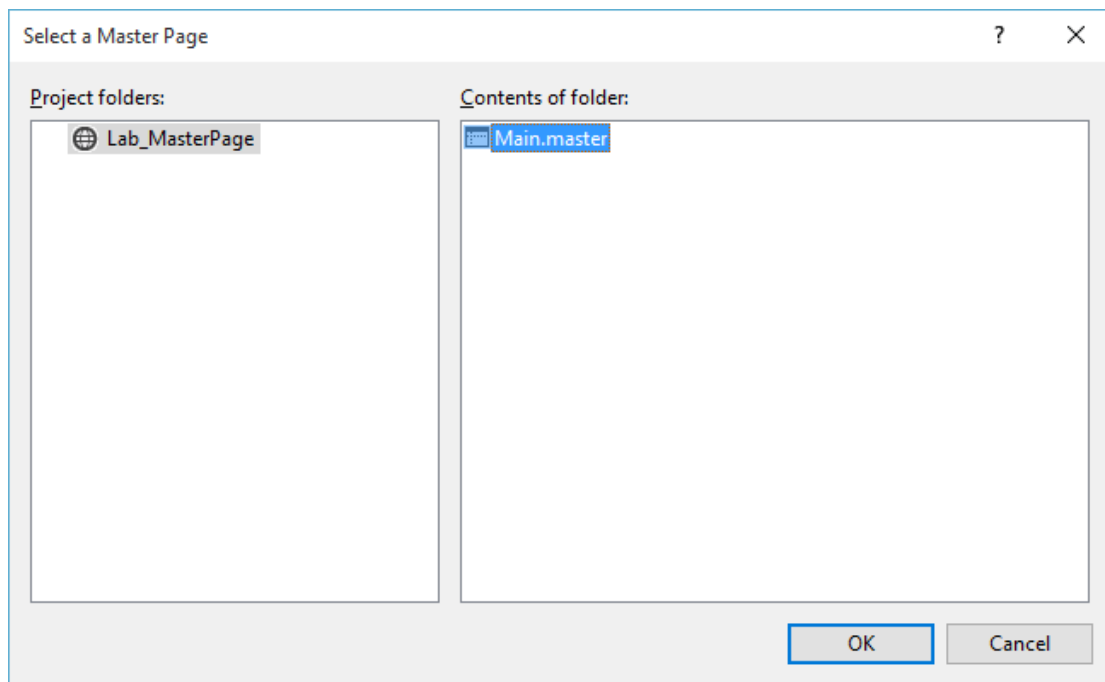 Select a Master Page ?
Project folders: Contents of folder:
Lab_MasterPage Main.master
OK Cancel